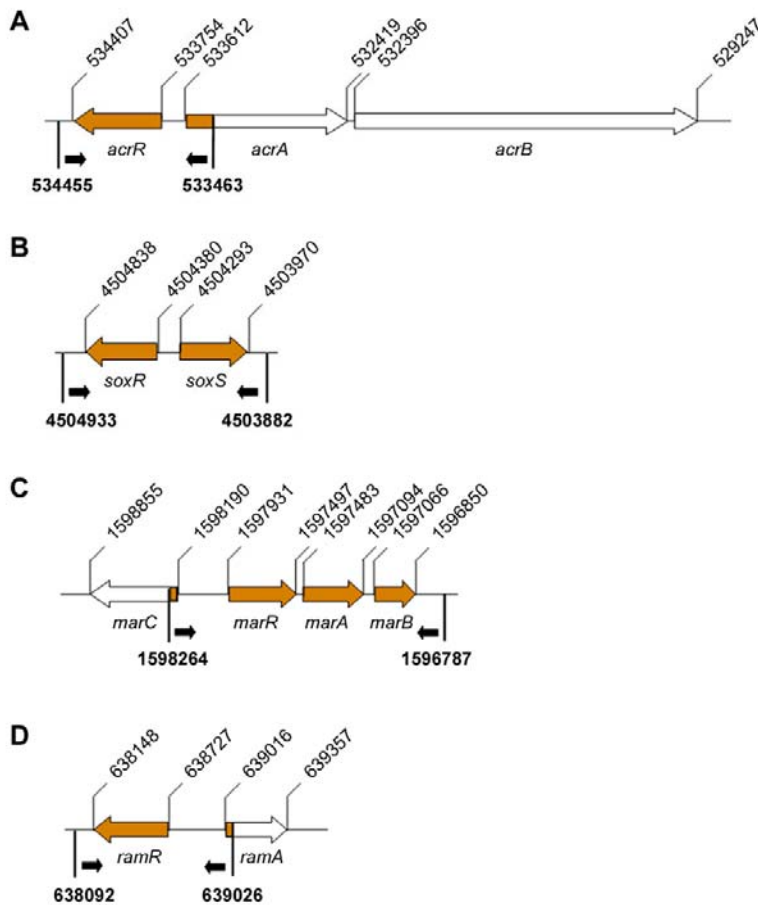 A
534407 533754 533612 532419 532396 529247
acrR acrA acrB
534455 533463
B
4504838 4504380 4504293 4503970
soxR soxS
4504933 4503882
C
1598855 1598190 1597931 1597497 1597483 1597094 1597066 1596850
marC marR marA marB
1598264 1596787
D
638148 638727 639016 639357
ramR ramA
638092 639026